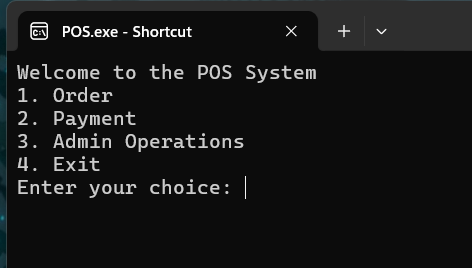 POS.exe - Shortcut
Welcome to the POS System
1. Order
2. Payment
3. Admin Operations
4. Exit
Enter your choice: